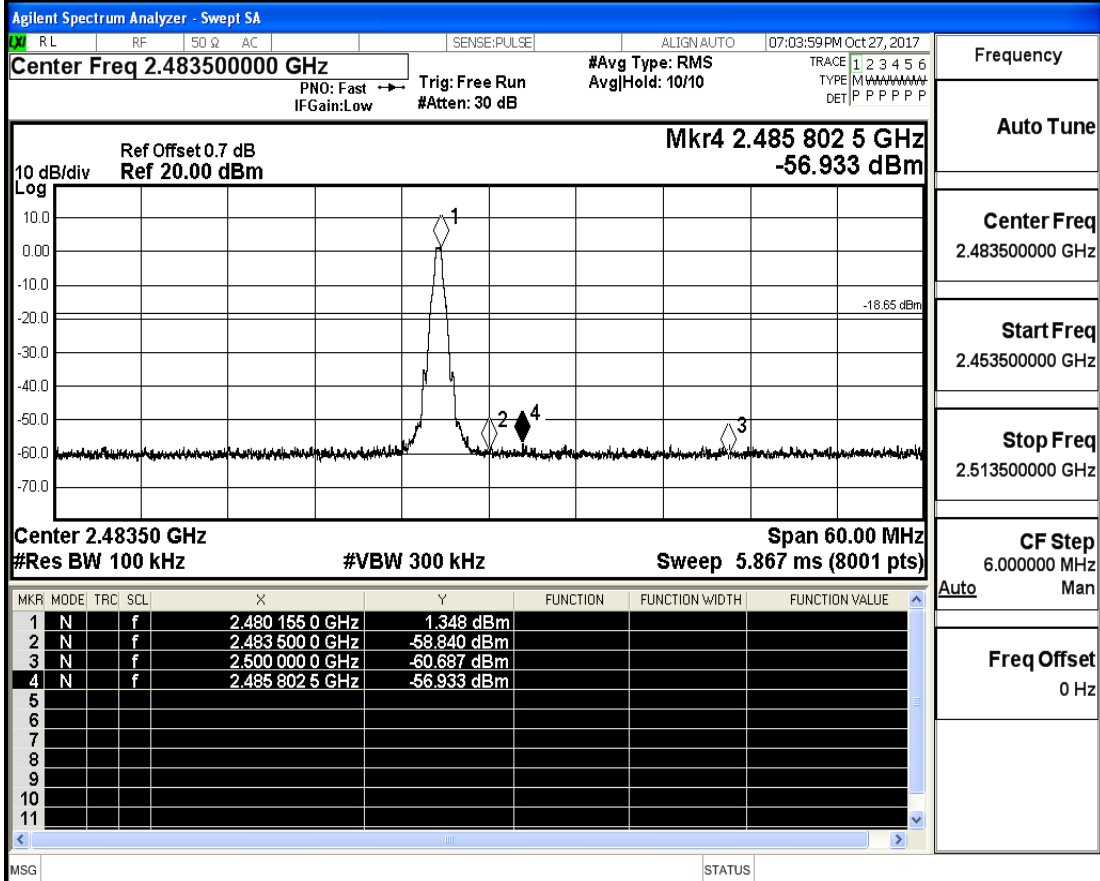 Agilent Spectrum Analyzer - Swept SA
LXI RL RF 50 Ω AC SENSE:PULSE ALIGN AUTO 07:03:59 PM Oct 27, 2017
Center Freq 2.483500000 GHz
PNO: Fast
IFGain:Low
Trig: Free Run
#Atten: 30 dB
#Avg Type: RMS
Avg|Hold: 10/10
TRACE 1 2 3 4 5 6
TYPE M WWWWW
DET P P P P P P
Mkr4 2.485 802 5 GHz
-56.933 dBm
Ref Offset 0.7 dB
10 dB/div Ref 20.00 dBm
Log
10.0
0.00
-10.0
-20.0
-30.0
-40.0
-50.0
-60.0
-70.0
1
-18.65 dBm
2
4
3
Center 2.48350 GHz Span 60.00 MHz
#Res BW 100 kHz #VBW 300 kHz Sweep 5.867 ms (8001 pts)
MKR MODE TRC SCL X Y FUNCTION FUNCTION WIDTH FUNCTION VALUE
1 N f 2.480 155 0 GHz 1.348 dBm
2 N f 2.483 500 0 GHz -58.840 dBm
3 N f 2.500 000 0 GHz -60.687 dBm
4 N f 2.485 802 5 GHz -56.933 dBm
5
6
7
8
9
10
11
MSG STATUS
Frequency
Auto Tune
Center Freq
2.483500000 GHz
Start Freq
2.453500000 GHz
Stop Freq
2.513500000 GHz
CF Step
6.000000 MHz
Auto Man
Freq Offset
0 Hz